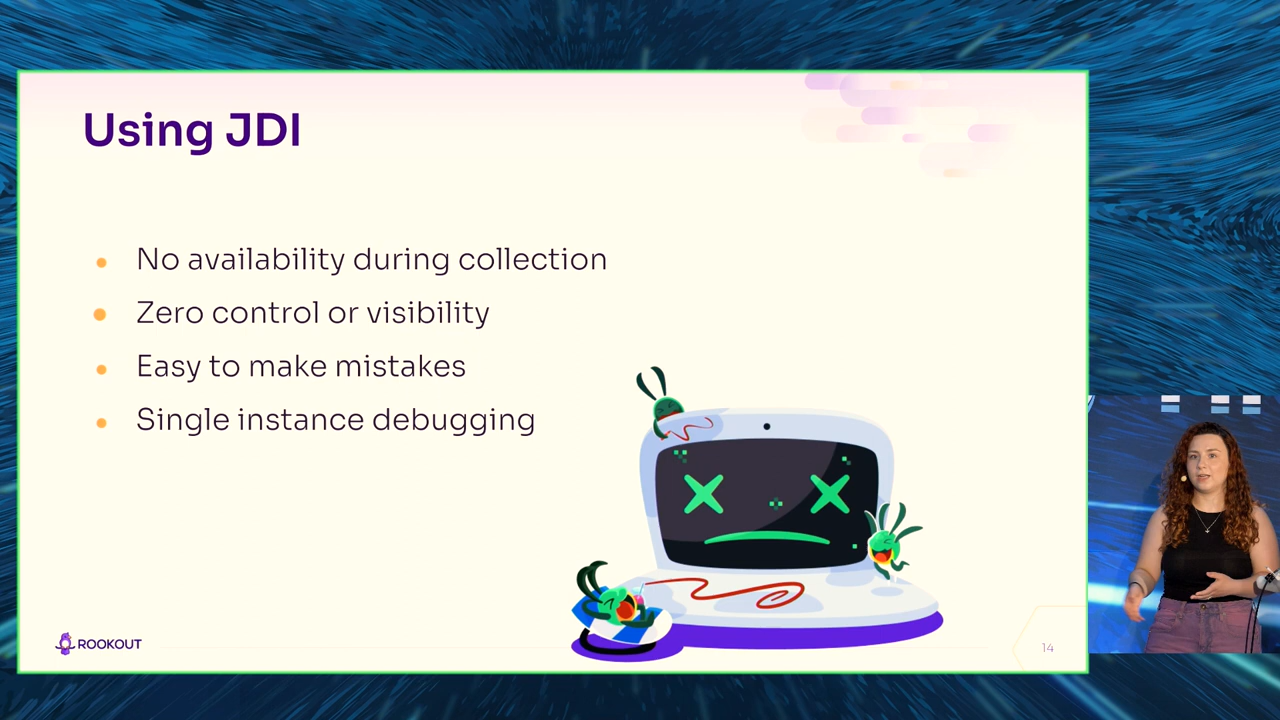 Using JDI
No availability during collection
Zero control or visibility
Easy to make mistakes
Single instance debugging
ROOKOUT
14